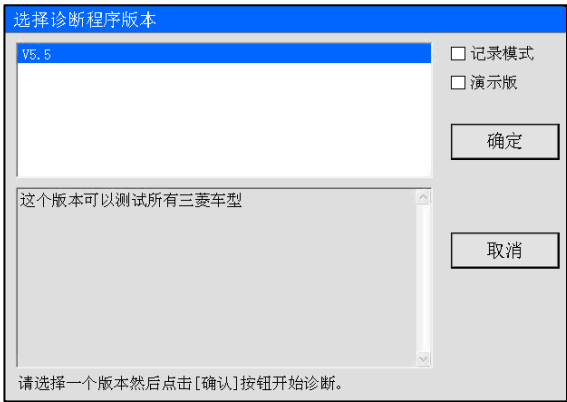 选择诊断程序版本
V5.5
记录模式
演示版
确定
这个版本可以测试所有三菱车型
取消
请选择一个版本然后点击[确认]按钮开始诊断。